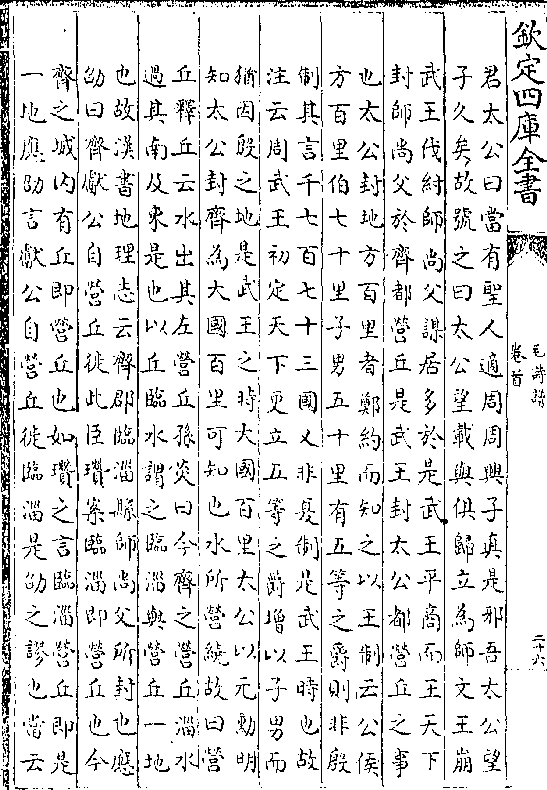 欽定四庫全書
毛詩譜
卷首
二十六
君太公曰當有聖人適周周興子真是邪吾太公望
子久矣故號之曰太公望載與俱歸立為師文王崩
武王伐紂師尚父謀居多於是武王平商而王天下
封師尚父於齊都營丘是武王封太公都營丘之事
也太公封地方百里者鄭約而知之以王制云公侯
方百里伯七十里子男五十里有五等之爵則非殷
制其言千七百七十三國又非夏制是武王時也故
注云周武王初定天下更立五等之爵增以子男而
猶因殷之地是武王之時大國百里太公以元勳明
知太公封齊為大國百里可知也水所營繞故曰營
丘釋丘云水出其左營丘孫炎曰今齊之營丘淄水
過其南及東是也以丘臨水謂之臨淄與營丘一地
也故漢書地理志云齊郡臨淄縣師尚父所封也應
劭曰齊獻公自營丘徙此臣瓚案臨淄即營丘也今
齊之城內有丘即營丘也如瓚之言臨淄營丘即是
一地應劭言獻公自營丘徙臨淄是劭之謬也當云